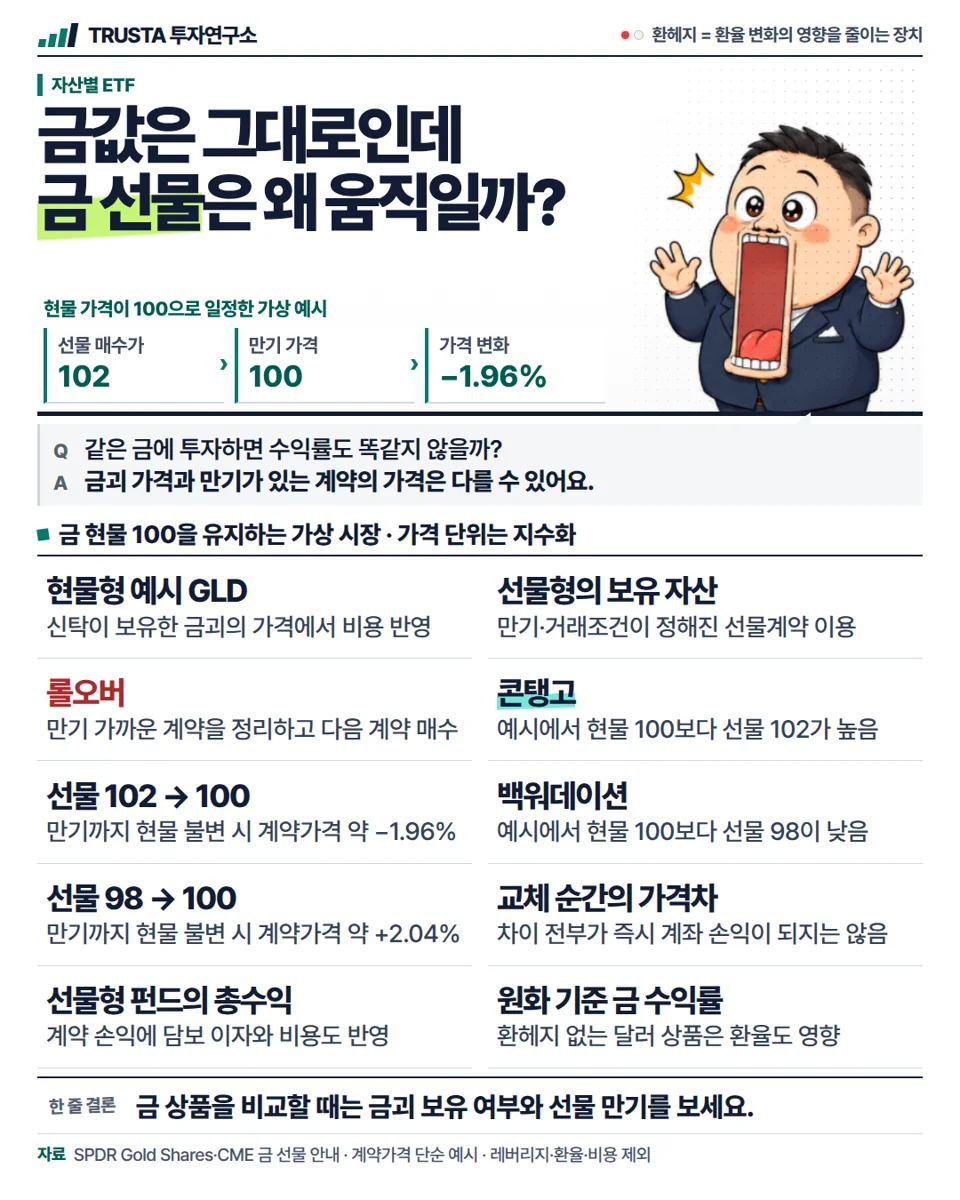 TRUSTA 투자연구소
환헤지 = 환율 변화의 영향을 줄이는 장치
자산별 ETF
금값은 그대로인데
금 선물은 왜 움직일까?
현물 가격이 100으로 일정한 가상 예시
선물 매수가
102
›
만기 가격
100
›
가격 변화
−1.96%
Q 같은 금에 투자하면 수익률도 똑같지 않을까?
A 금괴 가격과 만기가 있는 계약의 가격은 다를 수 있어요.
금 현물 100을 유지하는 가상 시장 · 가격 단위는 지수화
현물형 예시 GLD
신탁이 보유한 금괴의 가격에서 비용 반영
선물형의 보유 자산
만기·거래조건이 정해진 선물계약 이용
롤오버
만기 가까운 계약을 정리하고 다음 계약 매수
콘탱고
예시에서 현물 100보다 선물 102가 높음
선물 102 → 100
만기까지 현물 불변 시 계약가격 약 −1.96%
백워데이션
예시에서 현물 100보다 선물 98이 낮음
선물 98 → 100
만기까지 현물 불변 시 계약가격 약 +2.04%
교체 순간의 가격차
차이 전부가 즉시 계좌 손익이 되지는 않음
선물형 펀드의 총수익
계약 손익에 담보 이자와 비용도 반영
원화 기준 금 수익률
환헤지 없는 달러 상품은 환율도 영향
한 줄 결론 금 상품을 비교할 때는 금괴 보유 여부와 선물 만기를 보세요.
자료 SPDR Gold Shares·CME 금 선물 안내 · 계약가격 단순 예시 · 레버리지·환율·비용 제외